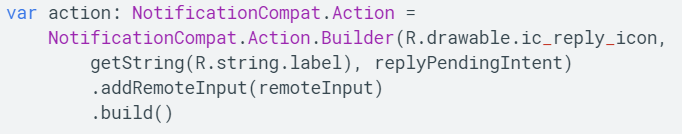 var action: NotificationCompat.Action =
NotificationCompat.Action.Builder(R.drawable.ic_reply_icon,
getString(R.string.label), replyPendingIntent)
.addRemoteInput(remoteInput)
.build()